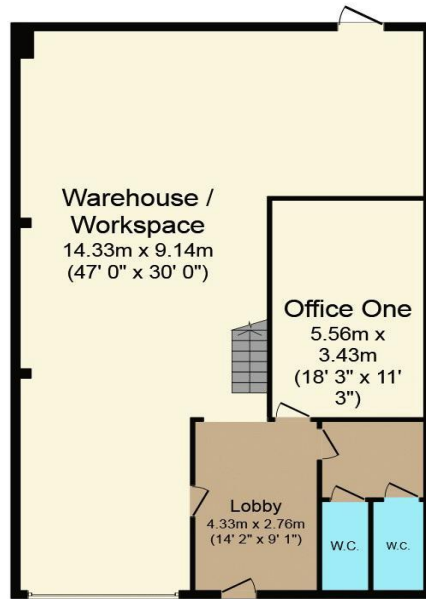 Warehouse /
Workspace
14.33m x 9.14m
(47' 0" x 30' 0")
Office One
5.56m x
3.43m
(18' 3" x 11'
3")
Lobby
4.33m x 2.76m
(14' 2" x 9' 1")
W.C.
W.C.